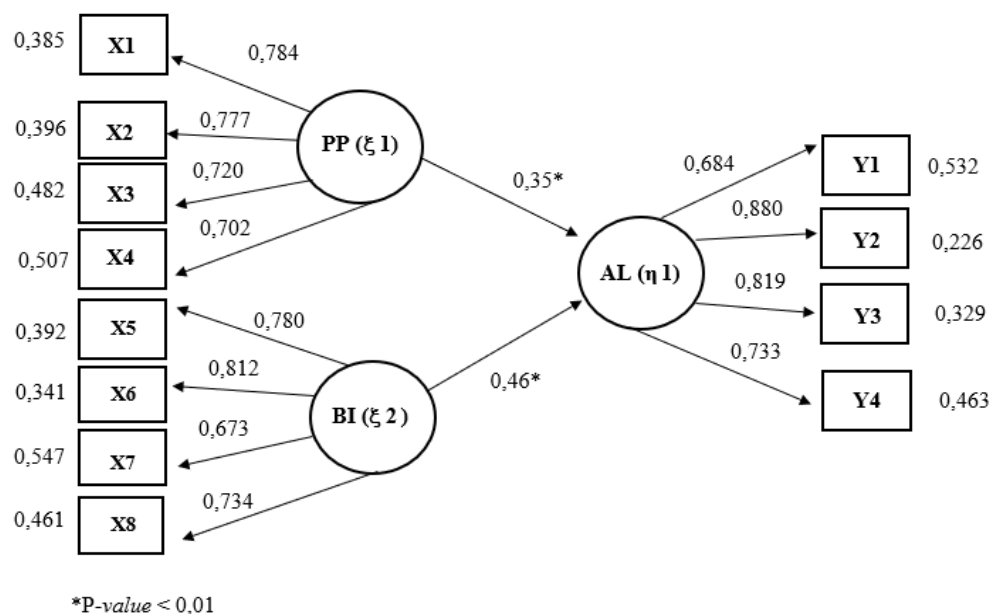 0,385
X1
0,784
0,396
X2
0,777
PP (ξ 1)
0,482
X3
0,720
0,507
X4
0,702
0,35*
0,392
X5
0,780
0,341
X6
0,812
BI (ξ 2 )
0,547
X7
0,673
0,461
X8
0,734
0,46*
AL (η 1)
0,684
Y1
0,532
0,880
Y2
0,226
0,819
Y3
0,329
0,733
Y4
0,463
*P-value < 0,01